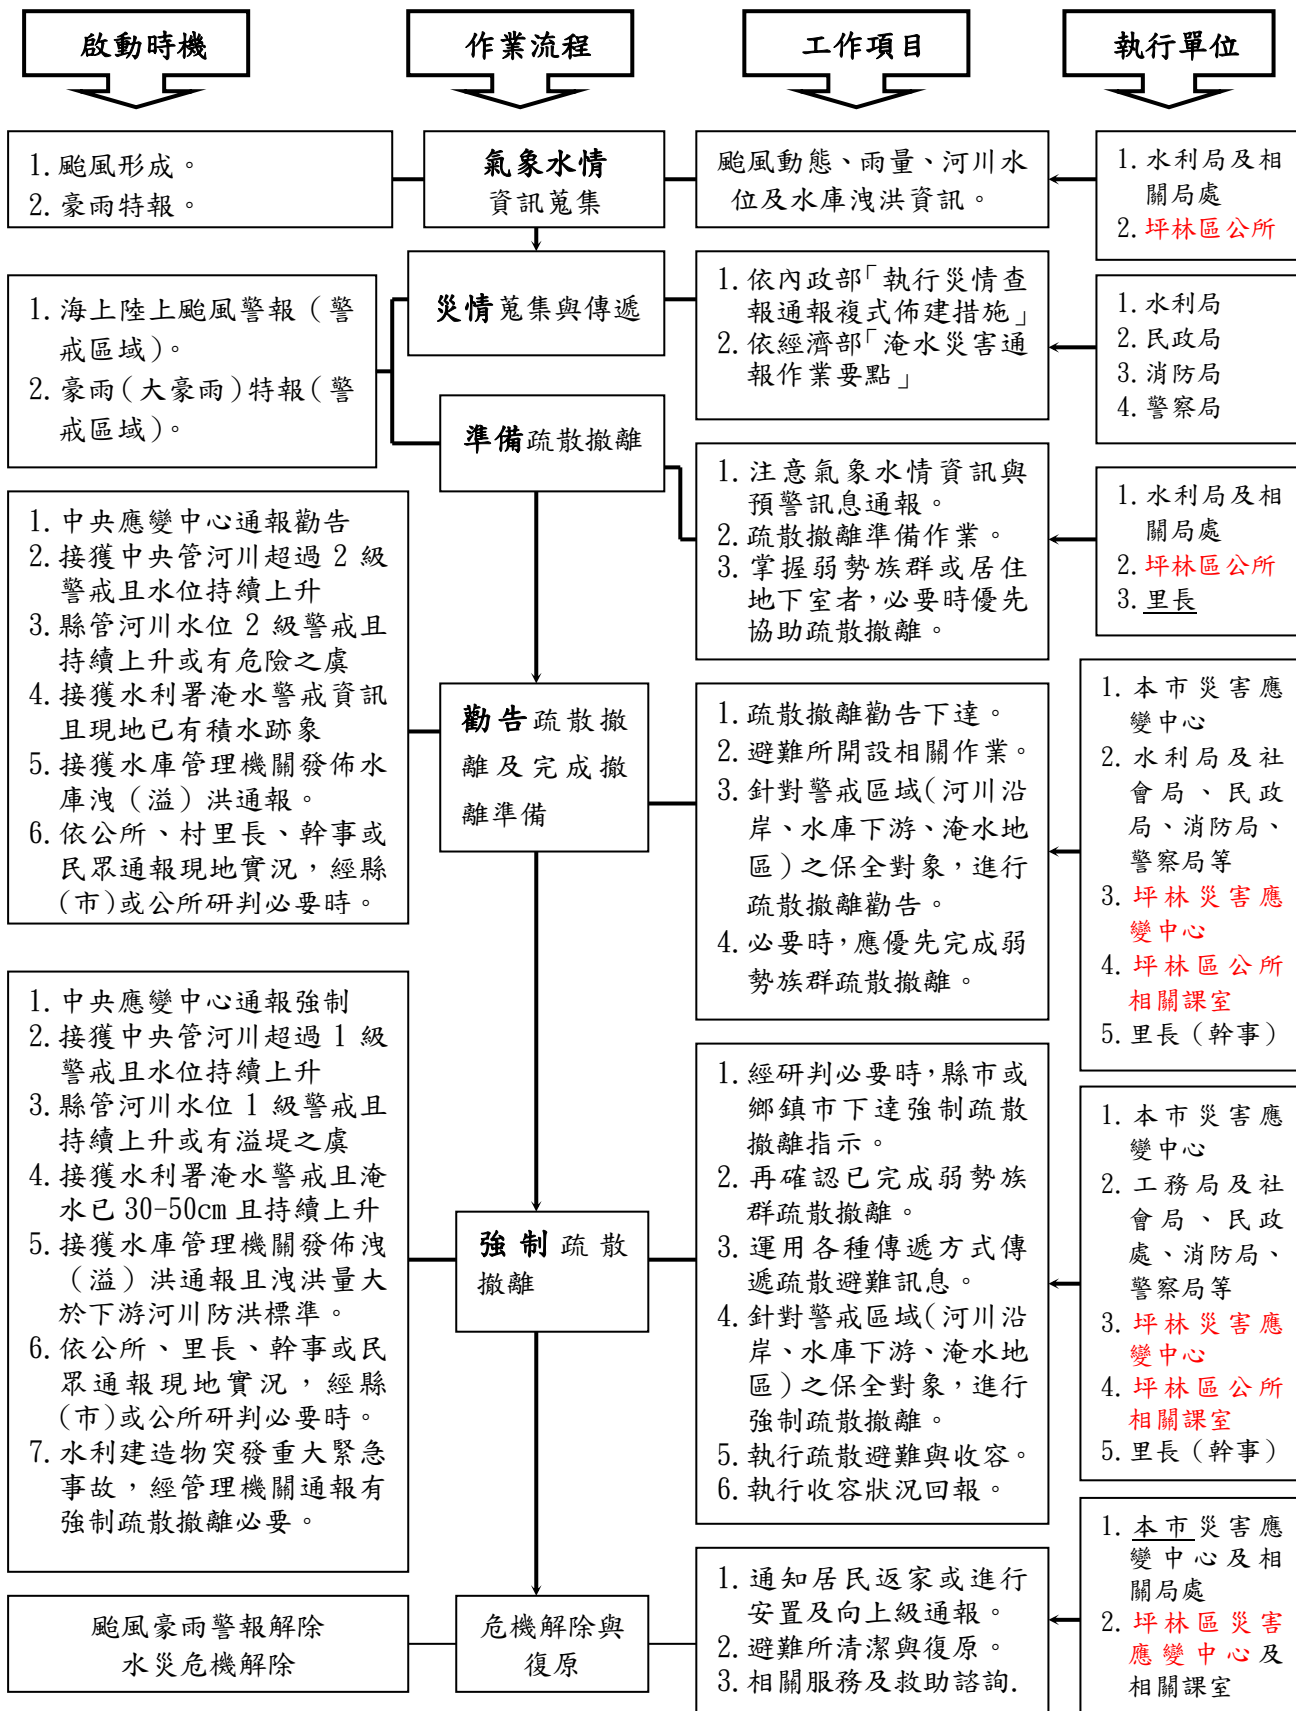 啟動時機
作業流程
工作項目
執行單位
1.颱風形成。
2.豪雨特報。
氣象水情
資訊蒐集
颱風動態、雨量、河川水
位及水庫洩洪資訊。
1.水利局及相
關局處
2.坪林區公所
1.海上陸上颱風警報(警
戒區域)。
2.豪雨(大豪雨)特報(警
戒區域)。
災情蒐集與傳遞
1.依內政部「執行災情查
報通報複式佈建措施」
2.依經濟部「淹水災害通
報作業要點」
1.水利局
2.民政局
3.消防局
4.警察局
準備疏散撤離
1.注意氣象水情資訊與
預警訊息通報。
2.疏散撤離準備作業。
3.掌握弱勢族群或居住
地下室者,必要時優先
協助疏散撤離。
1.水利局及相
關局處
2.坪林區公所
3.里長
1.中央應變中心通報勸告
2.接獲中央管河川超過 2 級
警戒且水位持續上升
3.縣管河川水位 2 級警戒且
持續上升或有危險之虞
4.接獲水利署淹水警戒資訊
且現地已有積水跡象
5.接獲水庫管理機關發佈水
庫洩(溢)洪通報。
6.依公所、村里長、幹事或
民眾通報現地實況,經縣
(市)或公所研判必要時。
勸告疏散撤
離及完成撤
離準備
1.疏散撤離勸告下達。
2.避難所開設相關作業。
3.針對警戒區域(河川沿
岸、水庫下游、淹水地
區)之保全對象,進行
疏散撤離勸告。
4.必要時,應優先完成弱
勢族群疏散撤離。
1.本市災害應
變中心
2.水利局及社
會局、民政
局、消防局、
警察局等
3.坪林災害應
變中心
4.坪林區公所
相關課室
5.里長(幹事)
1.中央應變中心通報強制
2.接獲中央管河川超過 1 級
警戒且水位持續上升
3.縣管河川水位 1 級警戒且
持續上升或有溢堤之虞
4.接獲水利署淹水警戒且淹
水已 30-50cm 且持續上升
5.接獲水庫管理機關發佈洩
(溢)洪通報且洩洪量大
於下游河川防洪標準。
6.依公所、里長、幹事或民
眾通報現地實況,經縣
(市)或公所研判必要時。
7.水利建造物突發重大緊急
事故,經管理機關通報有
強制疏散撤離必要。
強制疏散
撤離
1.經研判必要時,縣市或
鄉鎮市下達強制疏散
撤離指示。
2.再確認已完成弱勢族
群疏散撤離。
3.運用各種傳遞方式傳
遞疏散避難訊息。
4.針對警戒區域(河川沿
岸、水庫下游、淹水地
區)之保全對象,進行
強制疏散撤離。
5.執行疏散避難與收容。
6.執行收容狀況回報。
1.本市災害應
變中心
2.工務局及社
會局、民政
處、消防局、
警察局等
3.坪林災害應
變中心
4.坪林區公所
相關課室
5.里長(幹事)
颱風豪雨警報解除
水災危機解除
危機解除與
復原
1.通知居民返家或進行
安置及向上級通報。
2.避難所清潔與復原。
3.相關服務及救助諮詢.
1.本市災害應
變中心及相
關局處
2.坪林區災害
應變中心及
相關課室